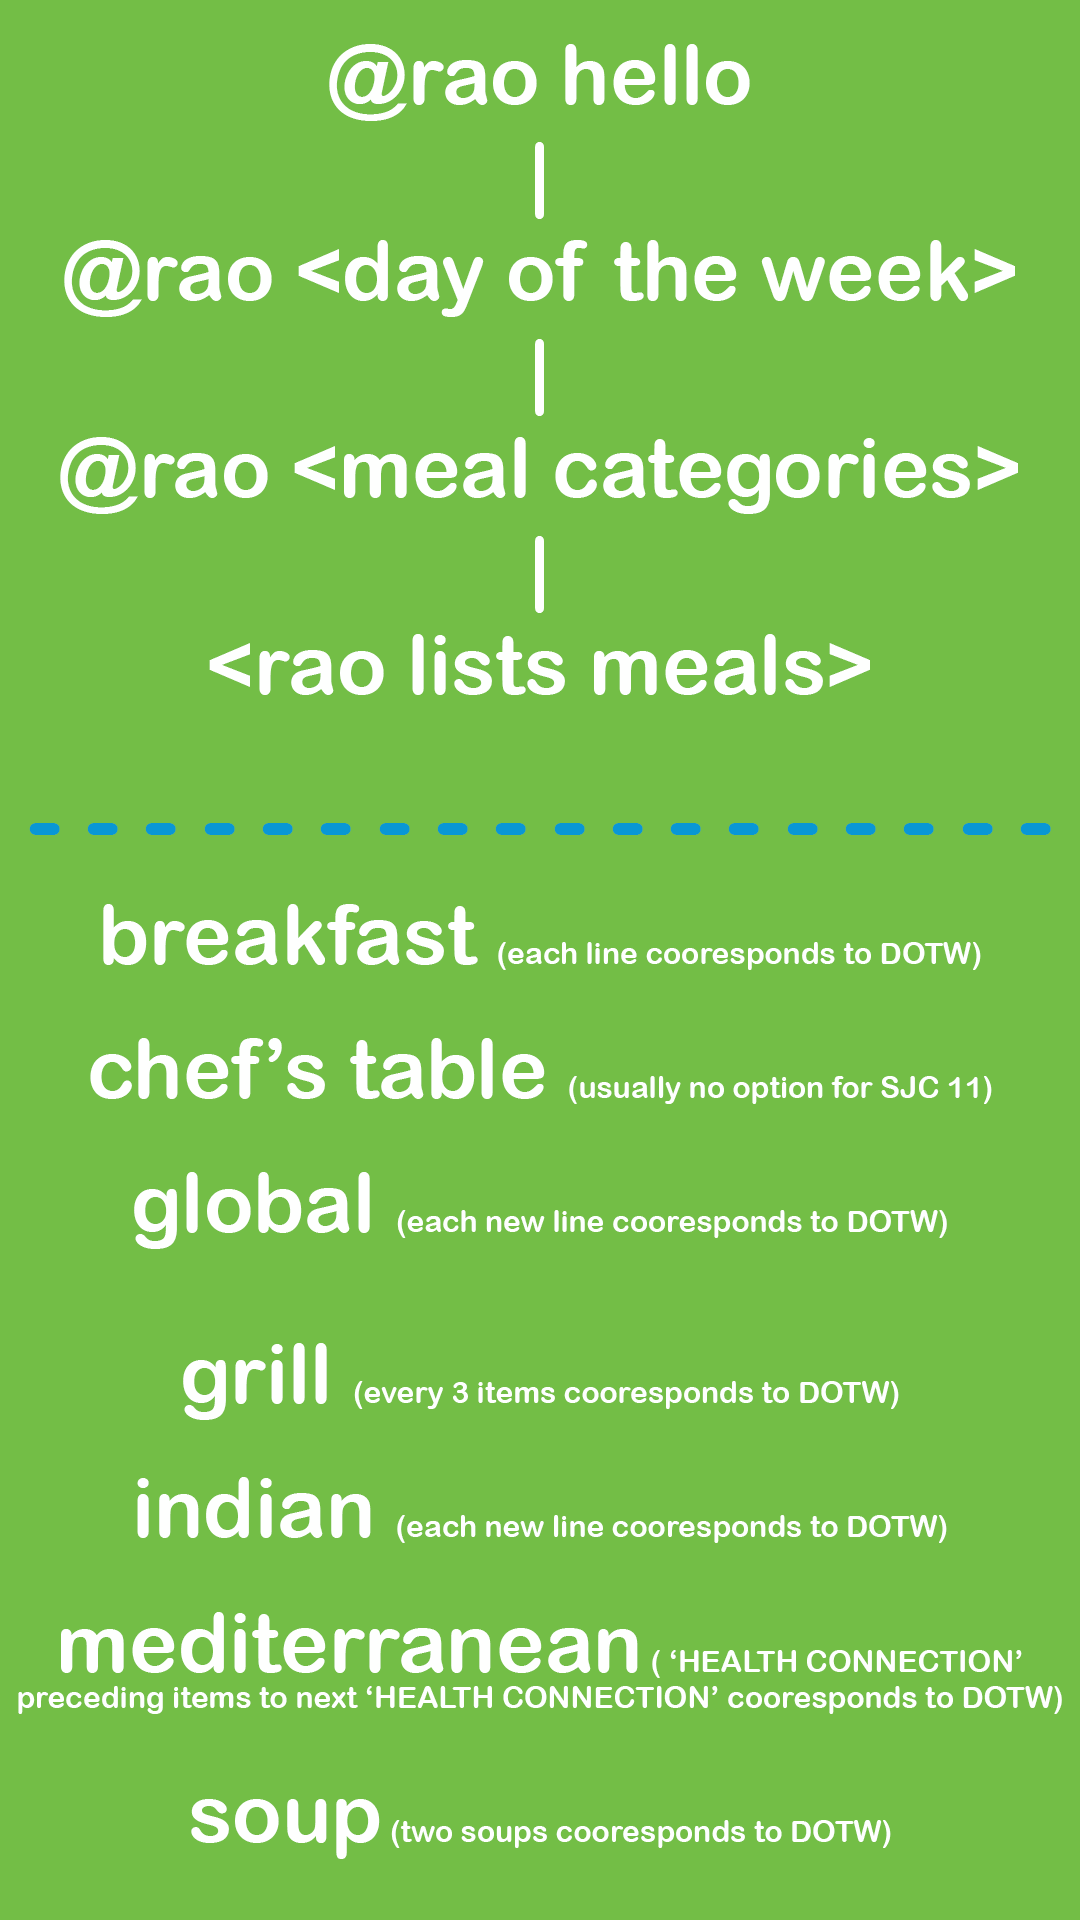 @rao hello
@rao <day of the week>
@rao <meal categories>
<rao lists meals>
breakfast (each line cooresponds to DOTW)
chef’s table (usually no option for SJC 11)
global (each new line cooresponds to DOTW)
grill (every 3 items cooresponds to DOTW)
indian (each new line cooresponds to DOTW)
mediterranean ( ‘HEALTH CONNECTION’
preceding items to next ‘HEALTH CONNECTION’ cooresponds to DOTW)
soup (two soups cooresponds to DOTW)